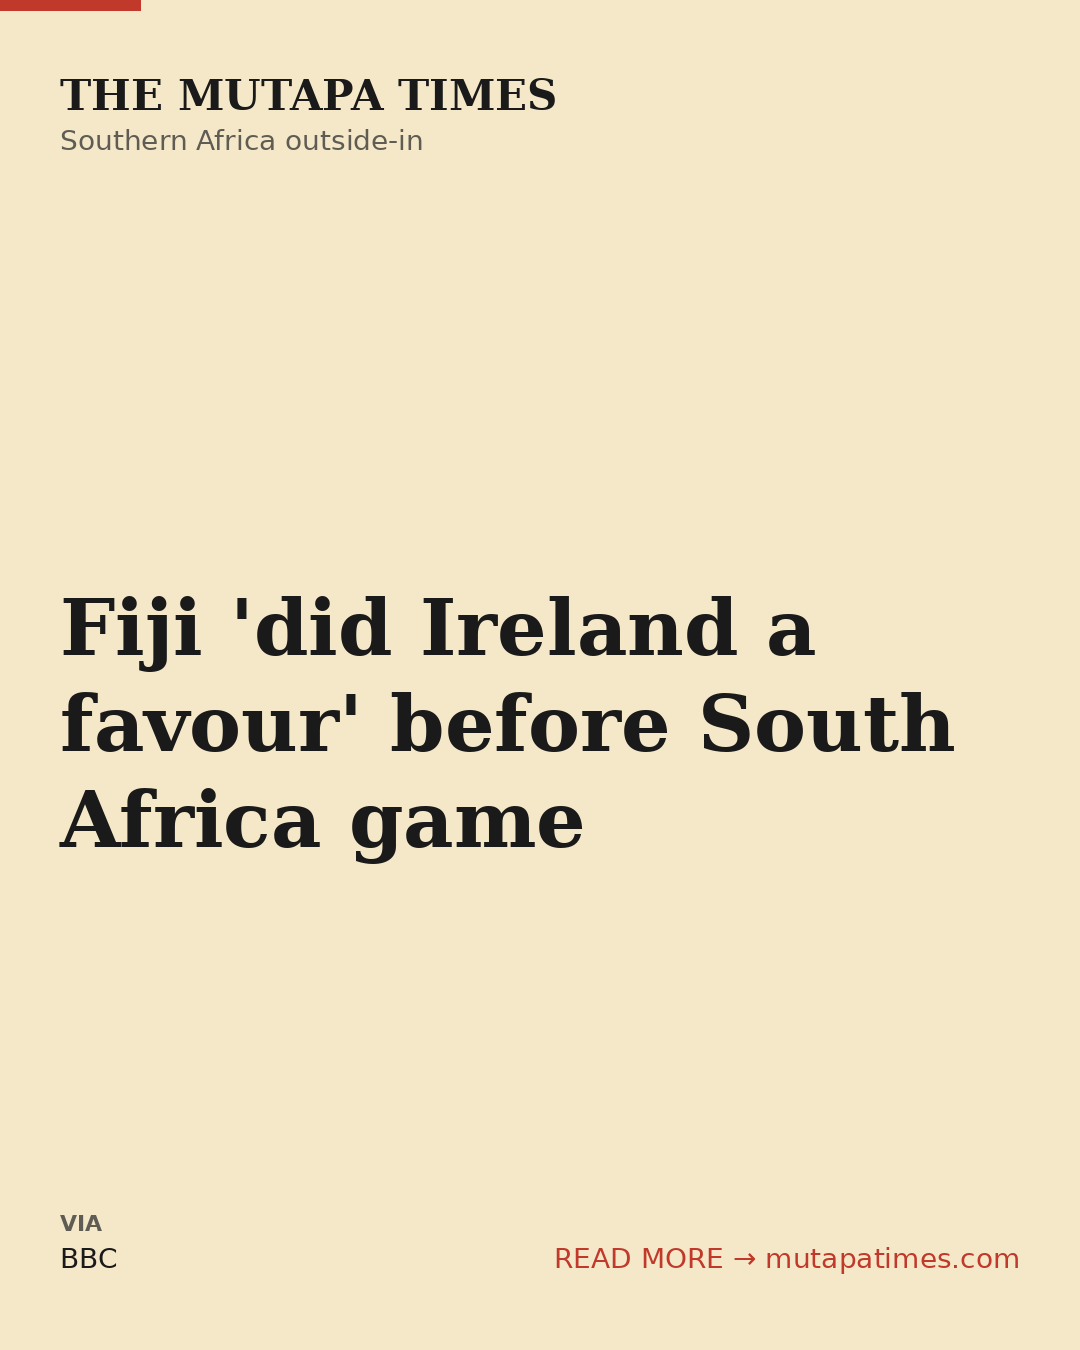 THE MUTAPA TIMES
Southern Africa outside-in
Fiji 'did Ireland a
favour' before South
Africa game
VIA
BBC
READ MORE → mutapatimes.com